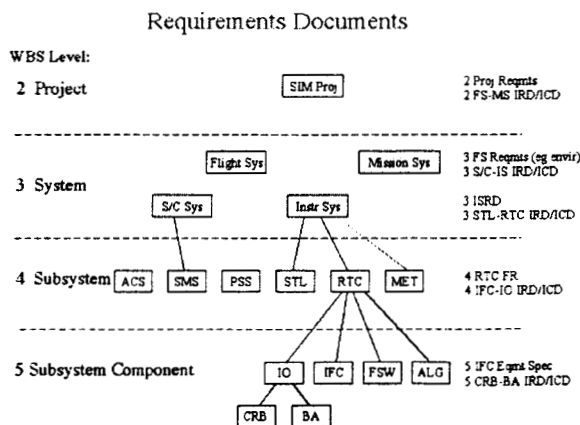 Requirements Documents
WBS Level:
2 Project
SIM Proj
2 Proj Reqmts
2 FS-MS IRD/ICD
Flight Sys
Mission Sys
3 FS Reqmts (eg envir)
3 S/C-IS IRD/ICD
3 System
S/C Sys
Instr Sys
3 ISRD
3 STL-RTC IRD/ICD
4 Subsystem
ACS
SMS
PSS
STL
RTC
MET
4 RTC FR
4 IFC-IG IRD/ICD
5 Subsystem Component
IO
IFC
FSW
ALG
5 IFC Eqmt Spec
5 CRB-BA IRD/ICD
CRB
BA